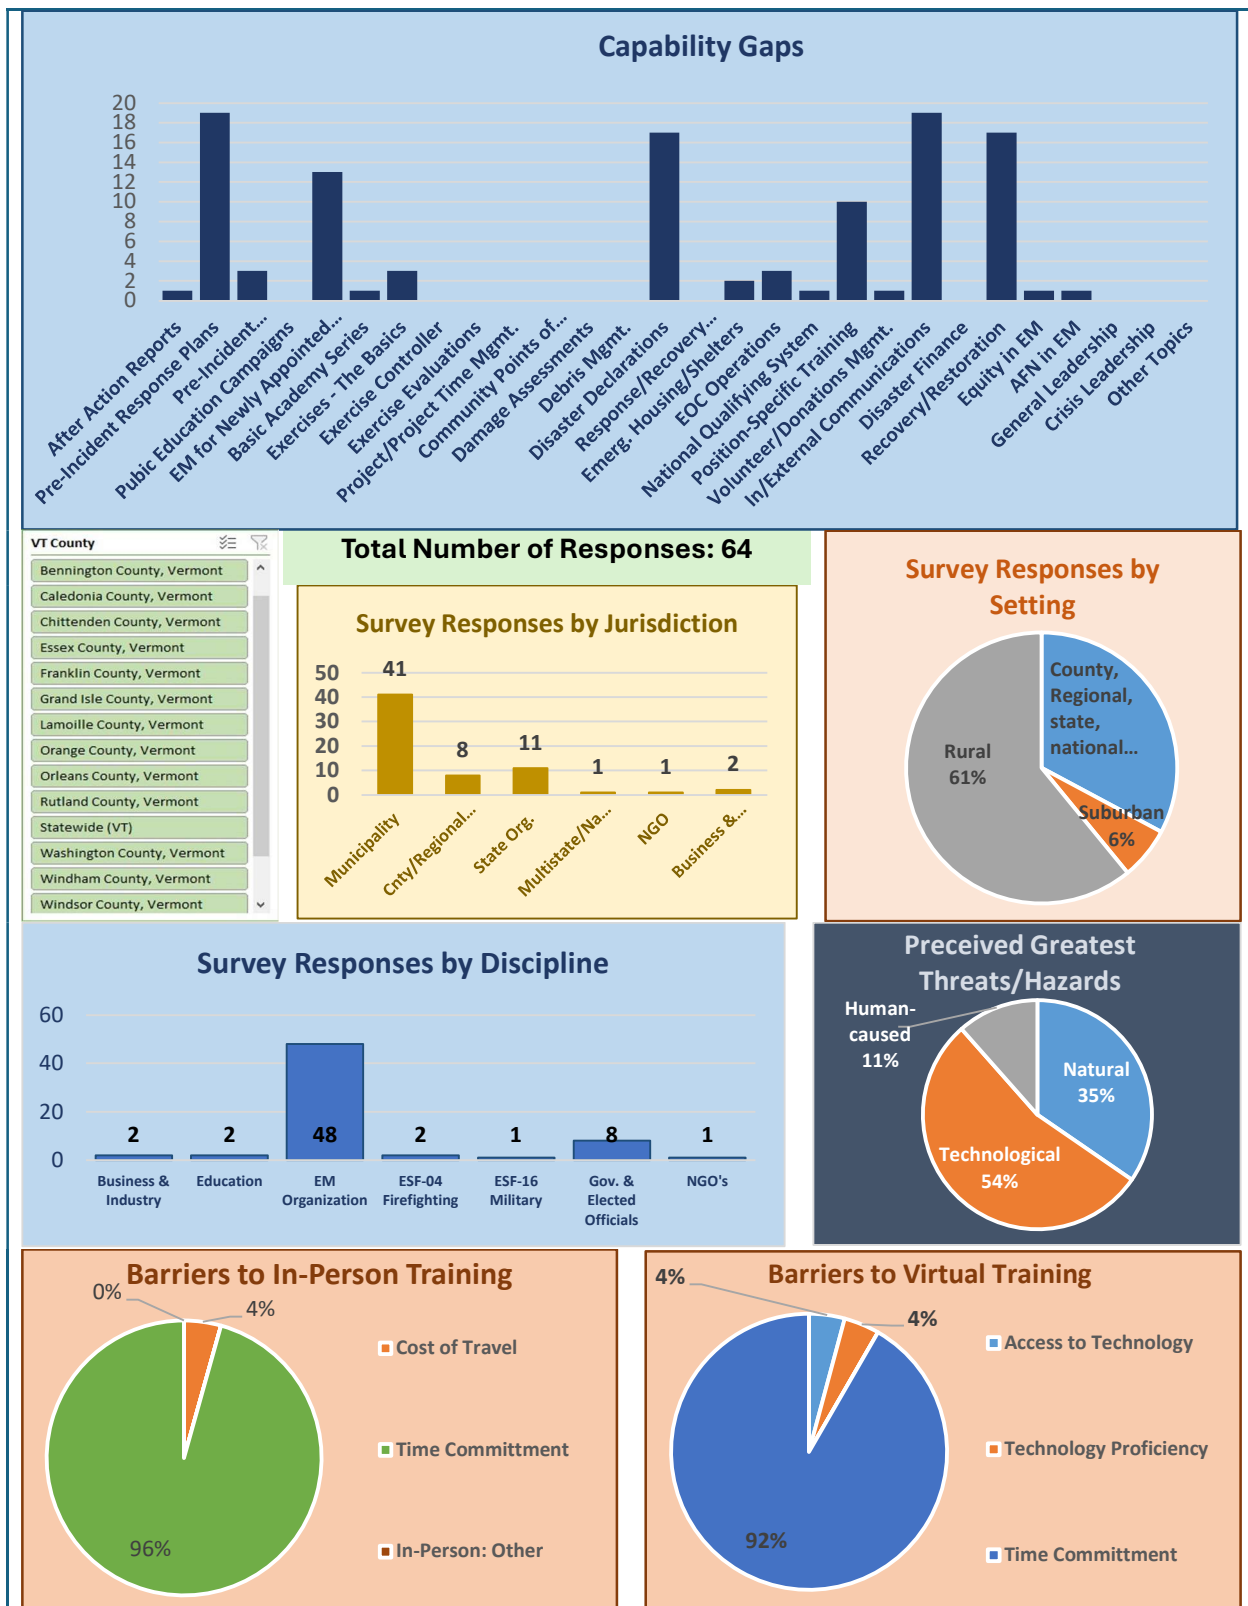 Capability Gaps
20
18
16
14
12
10
8
6
4
2
0
After Action Reports
Pre-Incident Response Plans
Pre-Incident...
Pubic Education Campaigns
EM for Newly Appointed...
Basic Academy Series
Exercises - The Basics
Exercise Controller
Exercise Evaluations
Project/Project Time Mgmt.
Community Points of...
Damage Assessments
Debris Mgmt.
Disaster Declarations
Response/Recovery...
Emerg. Housing/Shelters
EOC Operations
National Qualifying System
Position-Specific Training
Volunteer/Donations Mgmt.
In/External Communications
Disaster Finance
Recovery/Restoration
Equity in EM
AFN in EM
General Leadership
Crisis Leadership
Other Topics
VT County
Bennington County, Vermont
Caledonia County, Vermont
Chittenden County, Vermont
Essex County, Vermont
Franklin County, Vermont
Grand Isle County, Vermont
Lamoille County, Vermont
Orange County, Vermont
Orleans County, Vermont
Rutland County, Vermont
Statewide (VT)
Washington County, Vermont
Windham County, Vermont
Windsor County, Vermont
Total Number of Responses: 64
Survey Responses by Jurisdiction
50
40
30
20
10
0
41
8
11
1
1
2
Municipality
Cnty/Regional...
State Org.
Multistate/Na...
NGO
Business &...
Survey Responses by
Setting
County,
Regional,
state,
national...
Rural
61%
Suburban
6%
Survey Responses by Discipline
60
40
20
0
2
2
48
2
1
8
1
Business &
Industry
Education
EM
Organization
ESF-04
Firefighting
ESF-16
Military
Gov. &
Elected
Officials
NGO's
Preceived Greatest
Threats/Hazards
Human-
caused
11%
Natural
35%
Technological
54%
Barriers to In-Person Training
0%
4%
96%
Cost of Travel
Time Committment
In-Person: Other
Barriers to Virtual Training
4%
4%
92%
Access to Technology
Technology Proficiency
Time Committment